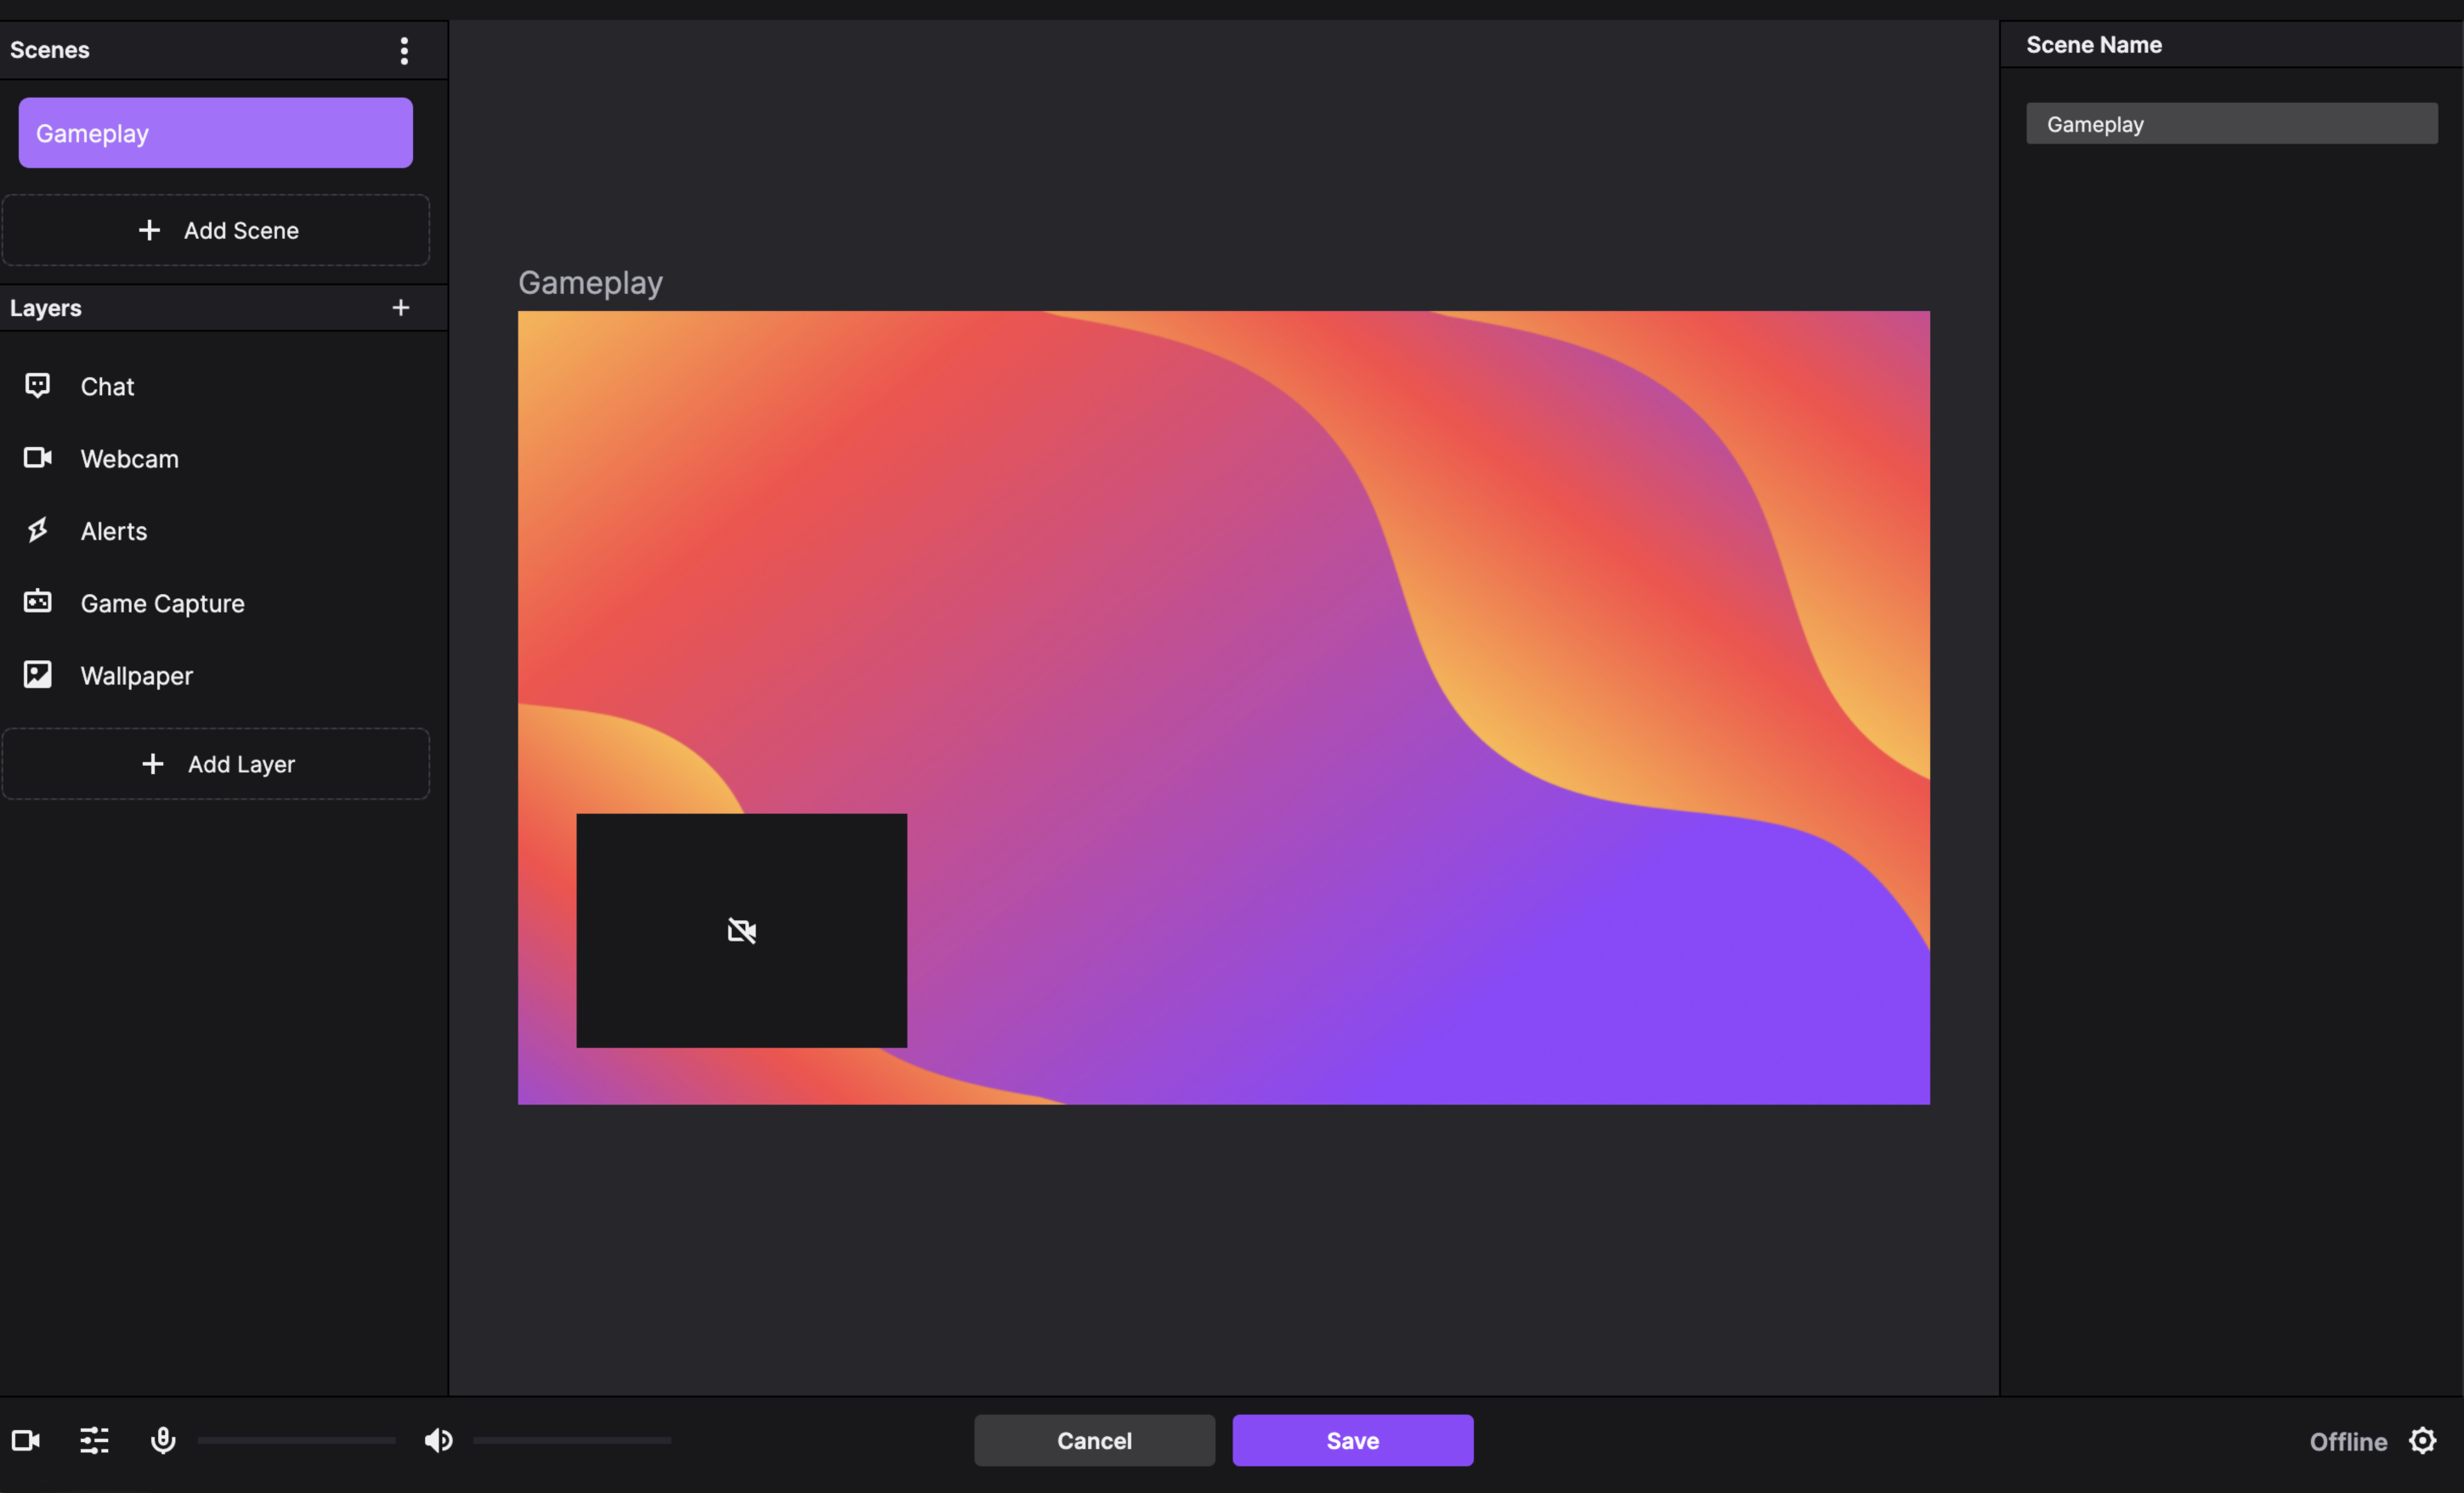 Scenes
Gameplay
Add Scene
Layers
Chat
Webcam
Alerts
Game Capture
Wallpaper
Add Layer
Gameplay
Scene Name
Gameplay
Cancel
Save
Offline